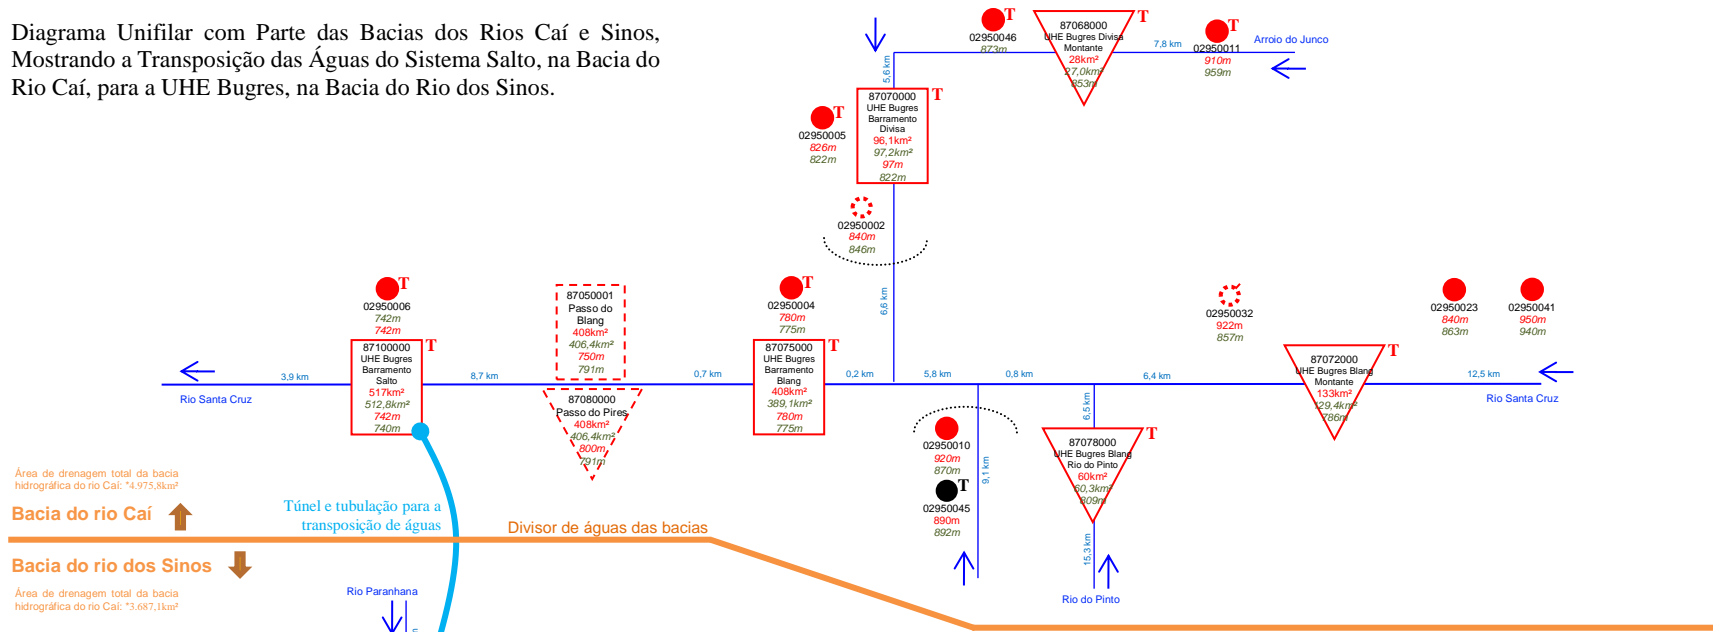 Diagrama Unifilar com Parte das Bacias dos Rios Caí e Sinos,
Mostrando a Transposição das Águas do Sistema Salto, na Bacia do
Rio Caí, para a UHE Bugres, na Bacia do Rio dos Sinos.
T
02950046
873m
87068000
UHE Bugres Divisa
Montante
28km²
27,0km²
853m
T
7,8 km
T
02950011
910m
959m
Arroio do Junco
5,6 km
T
02950005
826m
822m
87070000
UHE Bugres
Barramento
Divisa
96,1km²
97,2km²
97m
822m
T
02950002
840m
846m
6,6 km
T
02950006
742m
742m
87100000
UHE Bugres
Barramento
Salto
517km²
512,8km²
742m
740m
T
3,9 km
Rio Santa Cruz
8,7 km
87050001
Passo do
Blang
408km²
406,4km²
750m
791m
87080000
Passo do Pires
408km²
406,4km²
800m
791m
0,7 km
T
02950004
780m
775m
87075000
UHE Bugres
Barramento
Blang
408km²
389,1km²
780m
775m
T
0,2 km
5,8 km
0,8 km
6,4 km
02950032
922m
857m
87072000
UHE Bugres Blang
Montante
133km²
129,4km²
786m
T
02950023
840m
863m
02950041
950m
940m
12,5 km
Rio Santa Cruz
02950010
920m
870m
T
02950045
890m
892m
9,1 km
6,5 km
87078000
UHE Bugres Blang
Rio do Pinto
60km²
60,3km²
809m
T
15,3 km
Rio do Pinto
Área de drenagem total da bacia
hidrográfica do rio Caí: *4.975,8km²
Bacia do rio Caí
Túnel e tubulação para a
transposição de águas
Divisor de águas das bacias
Bacia do rio dos Sinos
Área de drenagem total da bacia
hidrográfica do rio Caí: *3.687,1km²
Rio Paranhana